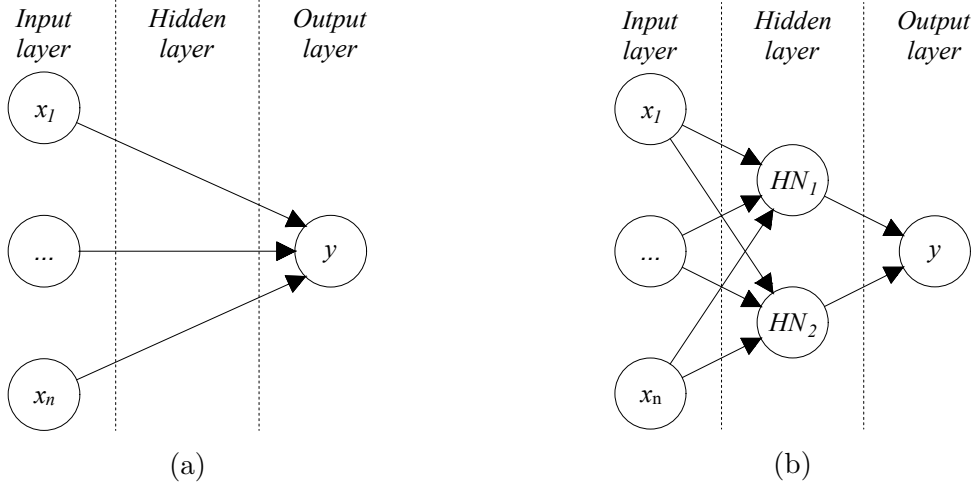 Input layer
Hidden layer
Output layer
x1
...
xn
y
(a)
Input layer
Hidden layer
Output layer
x1
...
xn
HN1
HN2
y
(b)